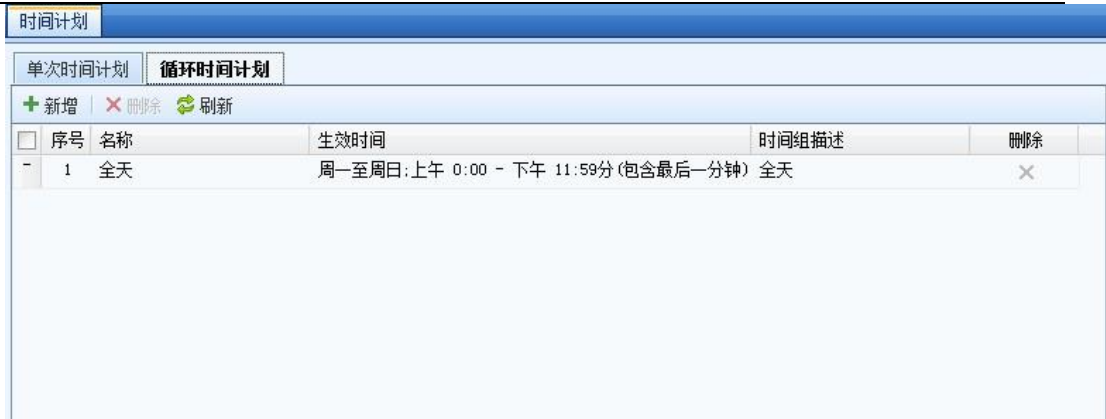 时间计划
单次时间计划 循环时间计划
新增 删除 刷新
序号 名称 生效时间 时间组描述 删除
1 全天 周一至周日;上午 0:00 - 下午 11:59分(包含最后一分钟) 全天